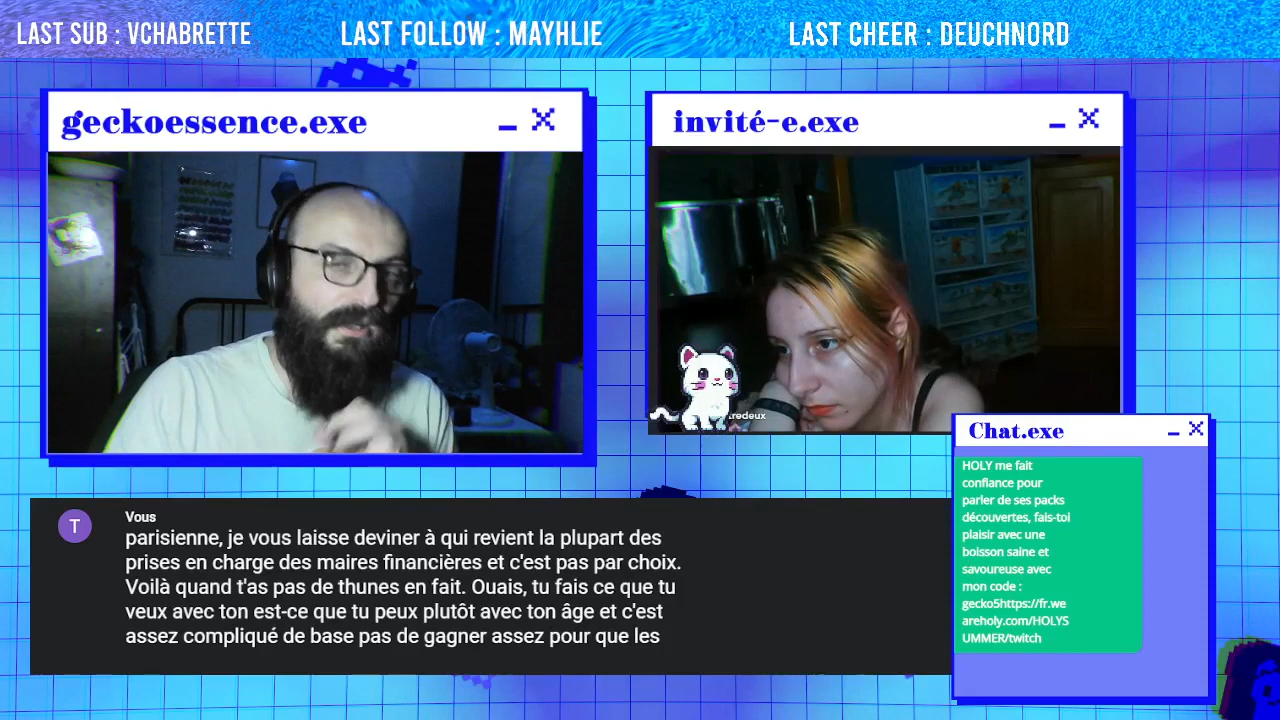 LAST SUB : VCHABRETTE
LAST FOLLOW : MAYHLIE
LAST CHEER : DEUCHNORD
geckoessence.exe
invité-e.exe
redeux
Chat.exe
HOLY me fait
confiance pour
parler de ses packs
découvertes, fais-toi
plaisir avec une
boisson saine et
savoureuse avec
mon code :
gecko5https://fr.we
areholy.com/HOLYS
UMMER/twitch
T
Vous
parisienne, je vous laisse deviner à qui revient la plupart des
prises en charge des maires financières et c'est pas par choix.
Voilà quand t'as pas de thunes en fait. Ouais, tu fais ce que tu
veux avec ton est-ce que tu peux plutôt avec ton âge et c'est
assez compliqué de base pas de gagner assez pour que les